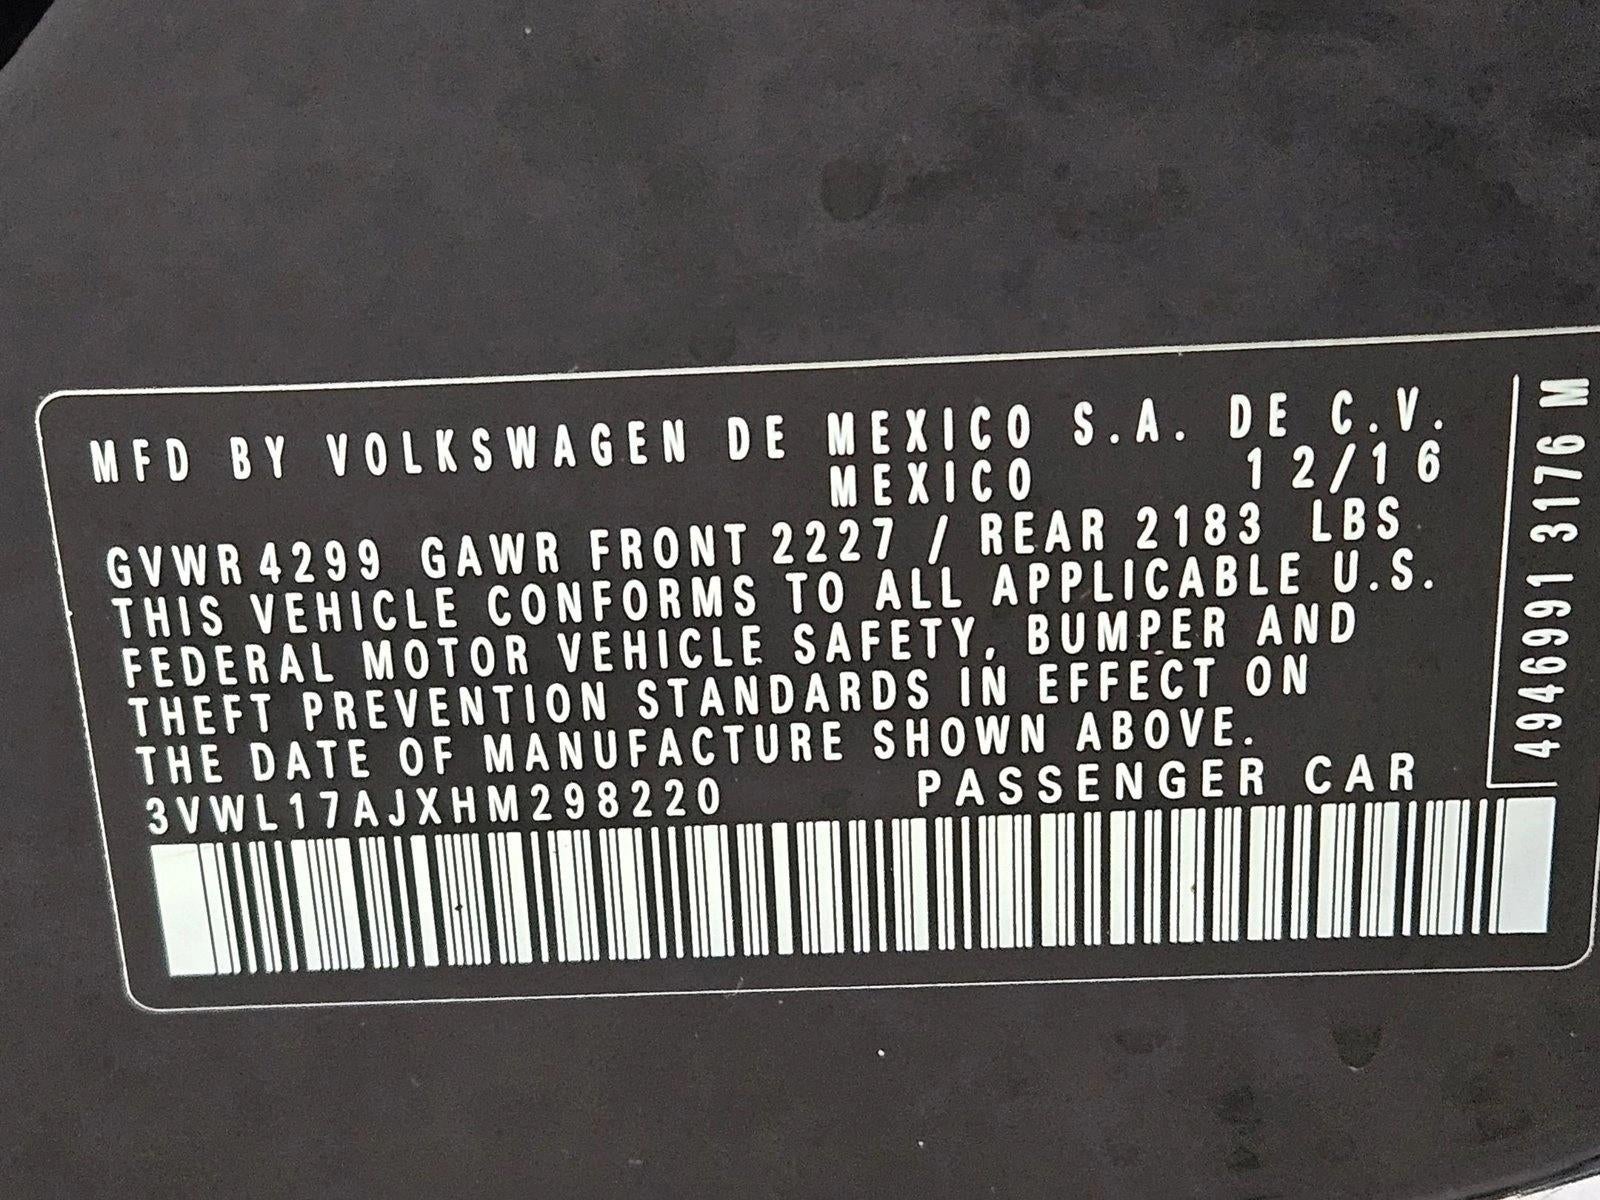 MFD BY VOLKSWAGEN DE MEXICO S.A. DE C.V.
MEXICO 12/16
GVWR 4299 GAWR FRONT 2227 / REAR 2183 LBS
THIS VEHICLE CONFORMS TO ALL APPLICABLE U.S.
FEDERAL MOTOR VEHICLE SAFETY, BUMPER AND
THEFT PREVENTION STANDARDS IN EFFECT ON
THE DATE OF MANUFACTURE SHOWN ABOVE.
3VWL17AJXHM298220 PASSENGER CAR
4946991 3176 M